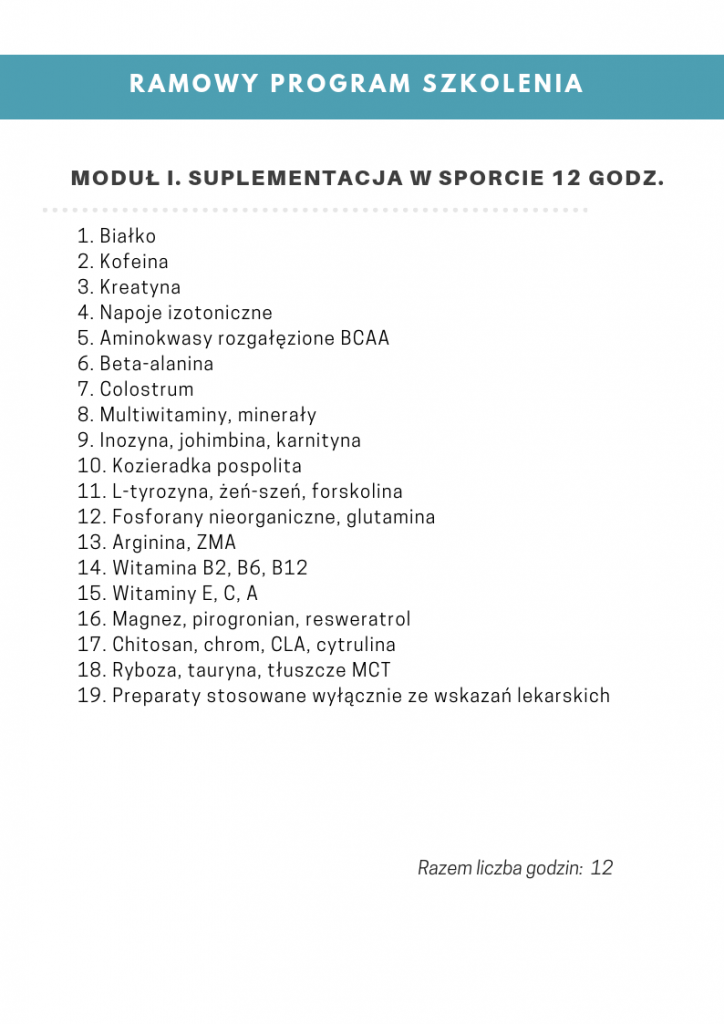 RAMOWY PROGRAM SZKOLENIA
MODUŁ I. SUPLEMENTACJA W SPORCIE 12 GODZ.
1. Białko
2. Kofeina
3. Kreatyna
4. Napoje izotoniczne
5. Aminokwasy rozgałęzione BCAA
6. Beta-alanina
7. Colostrum
8. Multiwitaminy, minerały
9. Inozyna, johimbina, karnityna
10. Kozieradka pospolita
11. L-tyrozyna, żeń-szeń, forskolina
12. Fosforany nieorganiczne, glutamina
13. Arginina, ZMA
14. Witamina B2, B6, B12
15. Witaminy E, C, A
16. Magnez, pirogronian, resweratrol
17. Chitosan, chrom, CLA, cytrulina
18. Ryboza, tauryna, tłuszcze MCT
19. Preparaty stosowane wyłącznie ze wskazań lekarskich
Razem liczba godzin: 12